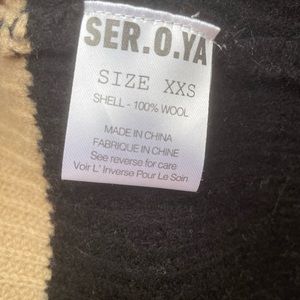 SER.O.YA
SIZE XXS
SHELL - 100% WOOL
MADE IN CHINA
FABRIQUE IN CHINE
See reverse for care
Voir L' Inverse Pour Le Soin